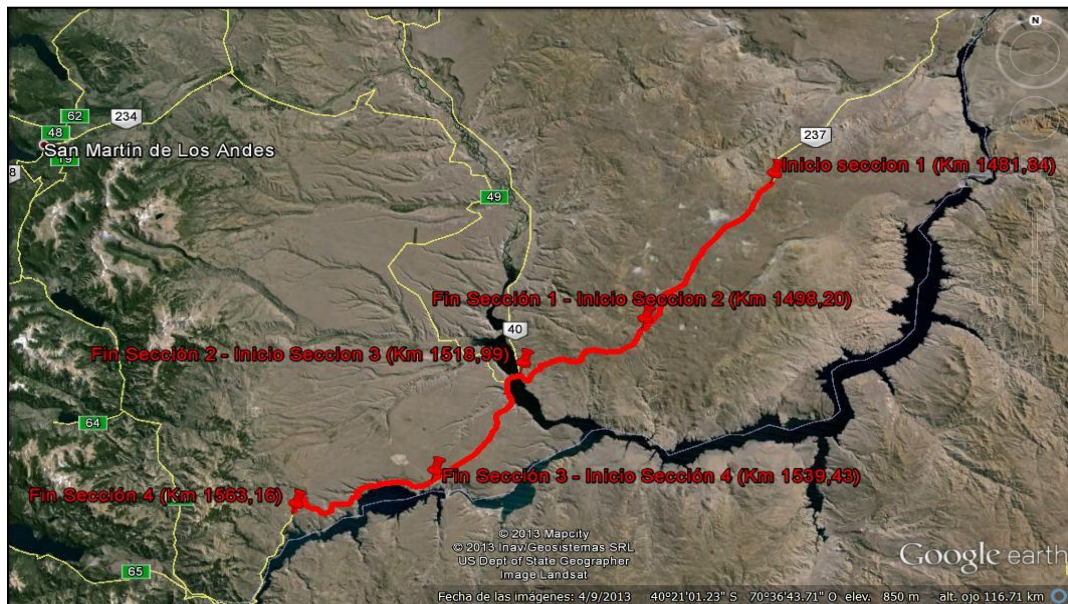 N
62
234
48
San Martín de Los Andes
19
8
237
Inicio seccion 1 (Km 1481,84)
49
Fin Sección 1 - Inicio Seccion 2 (Km 1498,20)
40
Fin Sección 2 - Inicio Seccion 3 (Km 1518,99)
64
Fin Sección 3 - Inicio Sección 4 (Km 1539,43)
Fin Sección 4 (Km 1563,16)
© 2013 Mapcity
© 2013 Inav/Geosistemas SRL
US Dept of State Geographer
Image Landsat
Google earth
65
Fecha de las imágenes: 4/9/2013 40°21'01.23" S 70°36'43.71" O elev. 850 m alt. ojo 116.71 km